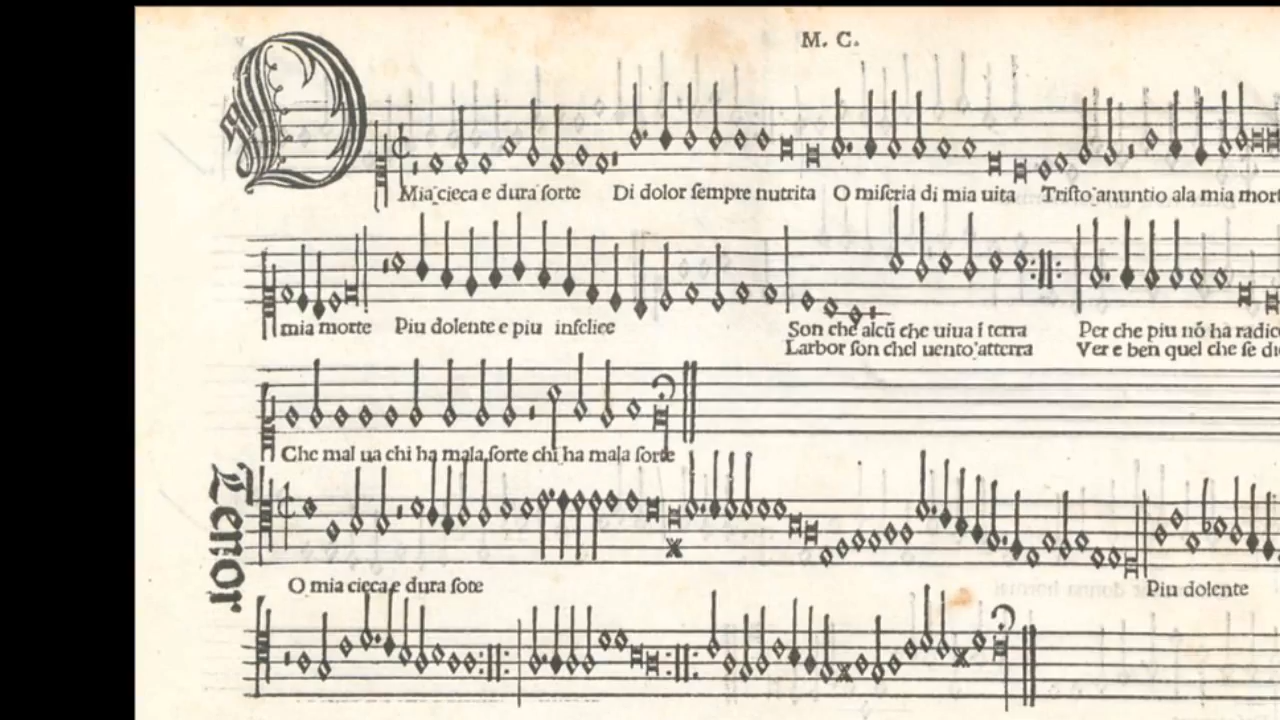 M. C.
O Mia cieca e dura sorte Di dolor sempre nutrita O miseria di mia uita Tristo anuntio ala mia mort
mia morte Piu dolente e piu infelice Son che alcũ che uiua ĩ terra Per che piu nõ ha radic
Larbor son chel uento atterra Ver e ben quel che se di
Che mal ua chi ha mala sorte chi ha mala sorte
Tenor
O mia cieca e dura sote Piu dolente